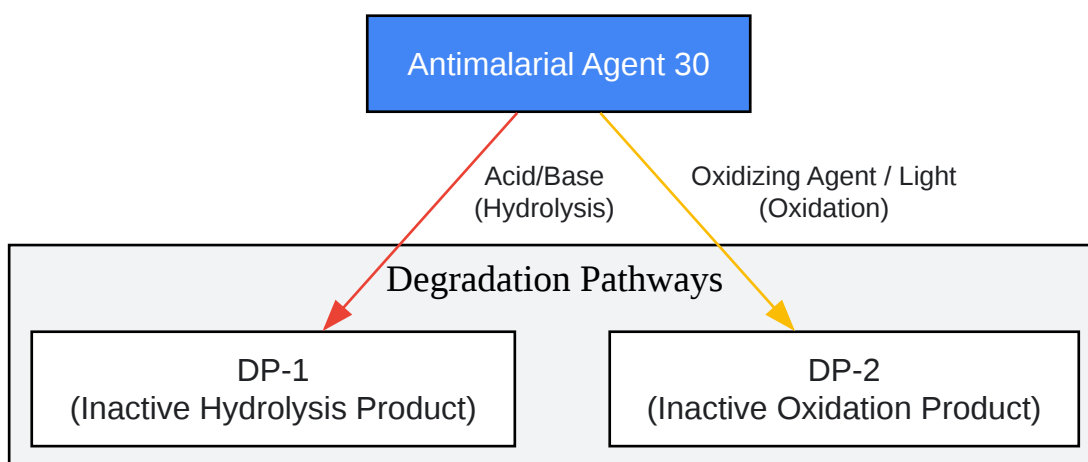 Antimalarial Agent 30
Acid/Base
(Hydrolysis)
Oxidizing Agent / Light
(Oxidation)
Degradation Pathways
DP-1
(Inactive Hydrolysis Product)
DP-2
(Inactive Oxidation Product)